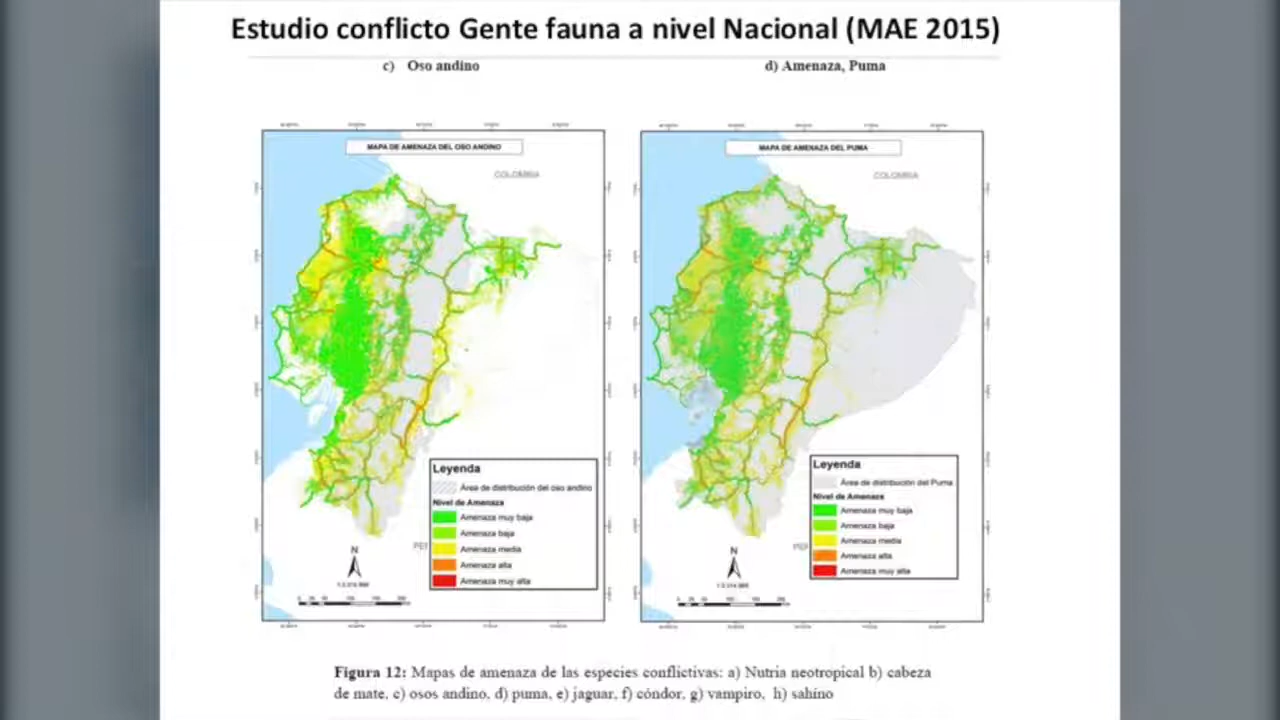 Estudio conflicto Gente fauna a nivel Nacional (MAE 2015)
c) Oso andino
d) Amenaza, Puma
MAPA DE AMENAZA DEL OSO ANDINO
COLOMBIA
Leyenda
Área de distribución del oso andino
Nivel de Amenaza
Amenaza muy baja
Amenaza baja
Amenaza media
Amenaza alta
Amenaza muy alta
N
MAPA DE AMENAZA DEL PUMA
COLOMBIA
Leyenda
Área de distribución del Puma
Nivel de Amenaza
Amenaza muy baja
Amenaza baja
Amenaza media
Amenaza alta
Amenaza muy alta
N
Figura 12: Mapas de amenaza de las especies conflictivas: a) Nutria neotropical b) cabeza
de mate, c) osos andino, d) puma, e) jaguar, f) cóndor, g) vampiro, h) sahíno